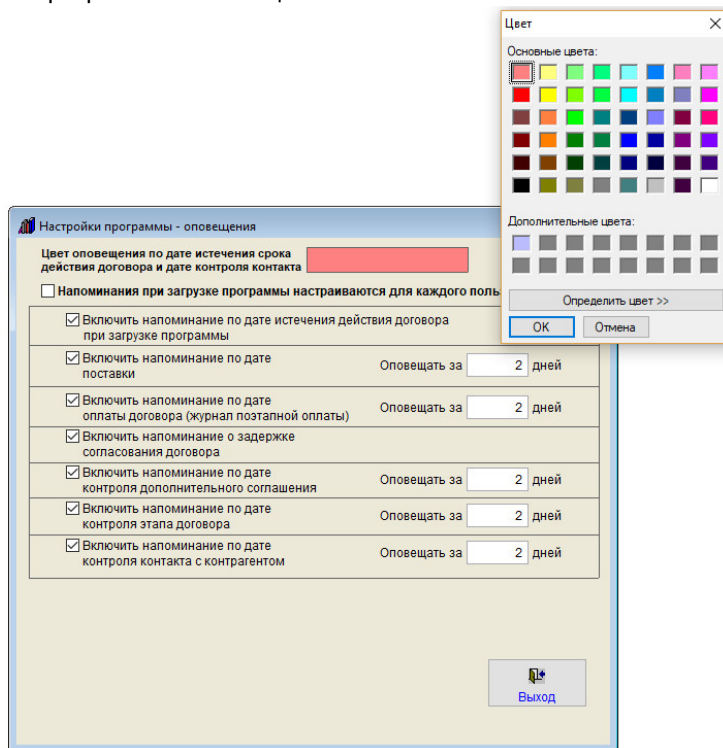 Цвет
Основные цвета:
Дополнительные цвета:
Определить цвет >>
OK
Отмена
Настройки программы - оповещения
Цвет оповещения по дате истечения срока
действия договора и дате контроля контакта
Напоминания при загрузке программы настраиваются для каждого поль
Включить напоминание по дате истечения действия договора
при загрузке программы
Включить напоминание по дате
поставки
Оповещать за 2 дней
Включить напоминание по дате
оплаты договора (журнал поэтапной оплаты)
Оповещать за 2 дней
Включить напоминание о задержке
согласования договора
Включить напоминание по дате
контроля дополнительного соглашения
Оповещать за 2 дней
Включить напоминание по дате
контроля этапа договора
Оповещать за 2 дней
Включить напоминание по дате
контроля контакта с контрагентом
Оповещать за 2 дней
Выход